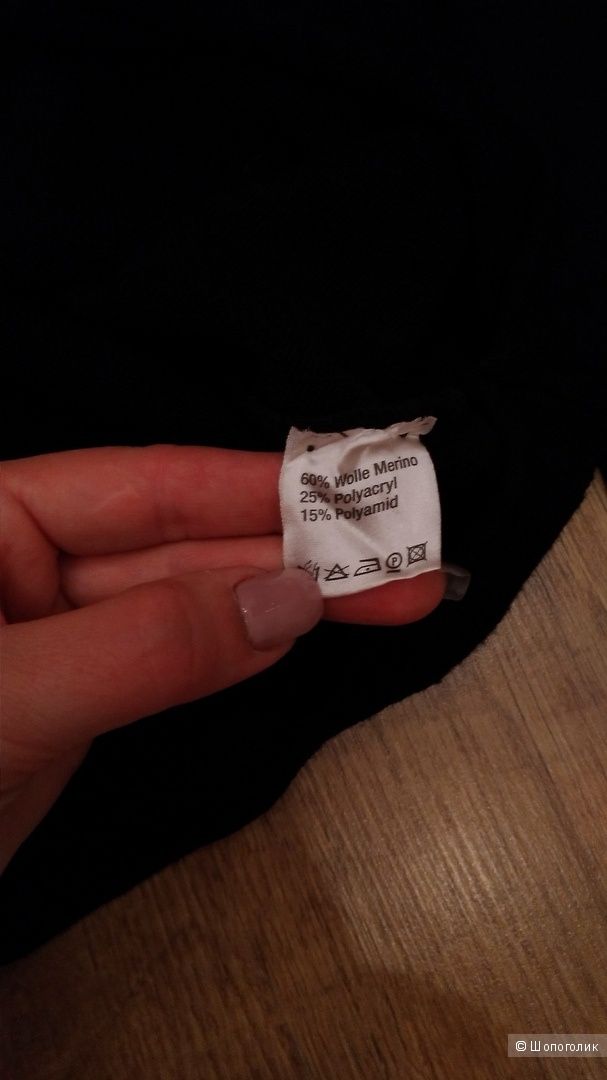 60% Wolle Merino
25% Polyacryl
15% Polyamid
P
© Шопоголик